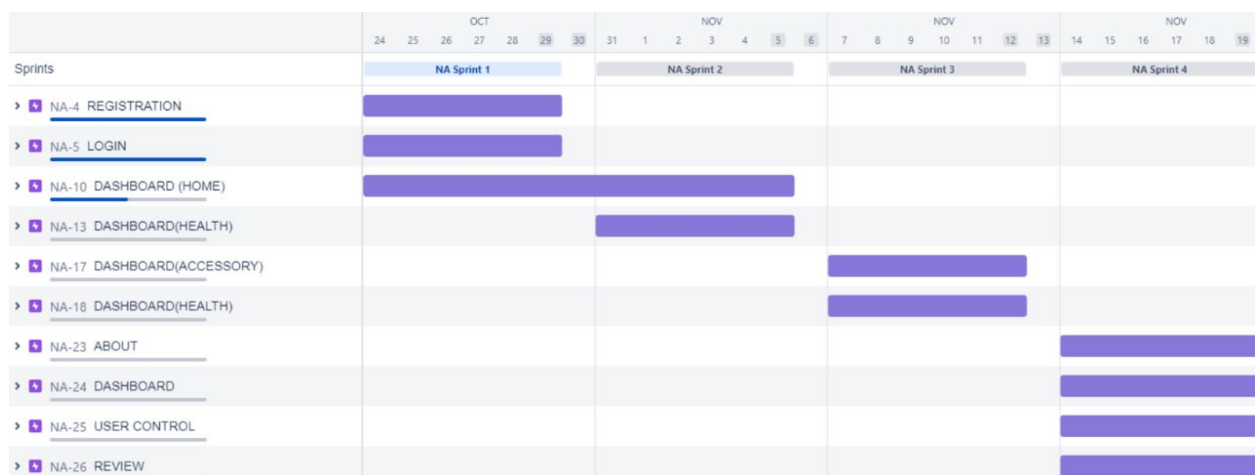 OCT NOV NOV NOV
24 25 26 27 28 29 30 31 1 2 3 4 5 6 7 8 9 10 11 12 13 14 15 16 17 18 19
Sprints NA Sprint 1 NA Sprint 2 NA Sprint 3 NA Sprint 4
NA-4 REGISTRATION
NA-5 LOGIN
NA-10 DASHBOARD (HOME)
NA-13 DASHBOARD(HEALTH)
NA-17 DASHBOARD(ACCESSORY)
NA-18 DASHBOARD(HEALTH)
NA-23 ABOUT
NA-24 DASHBOARD
NA-25 USER CONTROL
NA-26 REVIEW